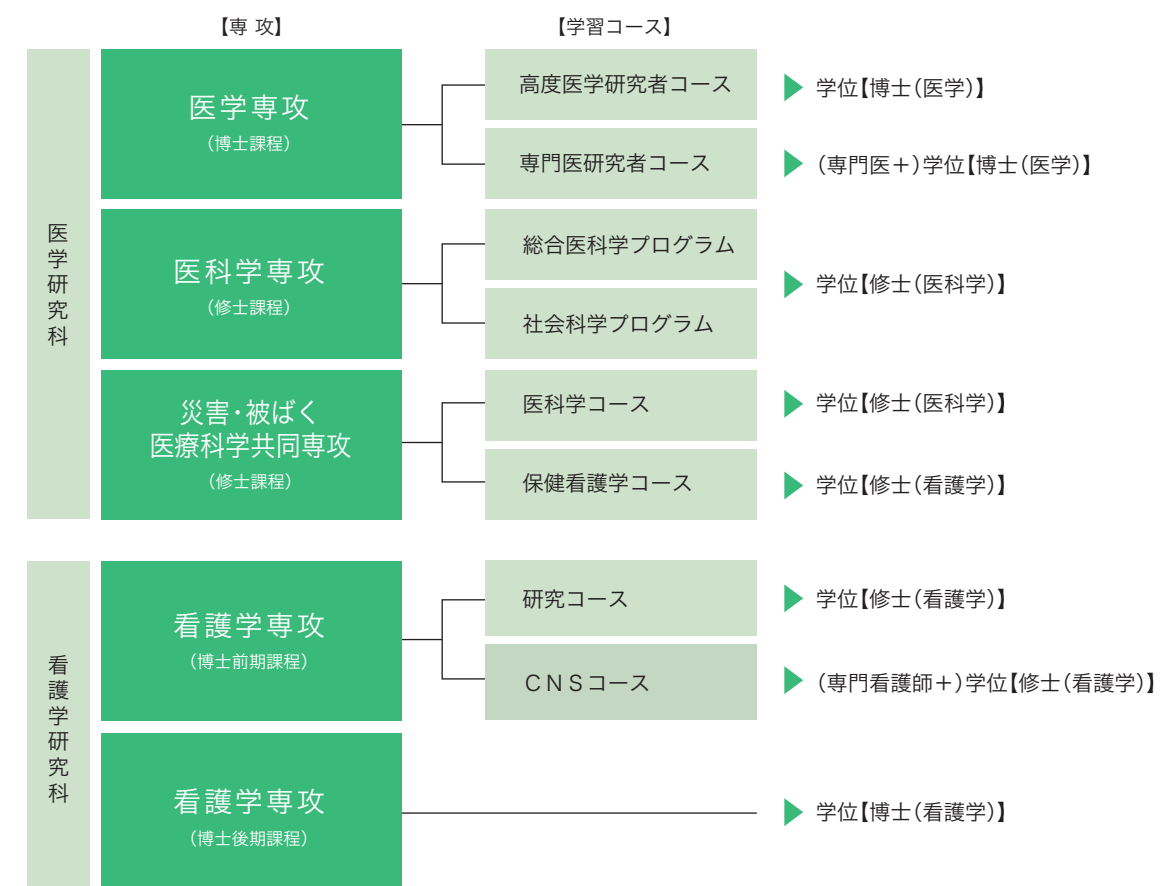 【専 攻】
【学習コース】
医学研究科
医学専攻
（博士課程）
高度医学研究者コース
学位【博士（医学）】
専門医研究者コース
（専門医＋）学位【博士（医学）】
医科学専攻
（修士課程）
総合医科学プログラム
社会科学プログラム
学位【修士（医科学）】
災害・被ばく
医療科学共同専攻
（修士課程）
医科学コース
学位【修士（医科学）】
保健看護学コース
学位【修士（看護学）】
看護学研究科
看護学専攻
（博士前期課程）
研究コース
学位【修士（看護学）】
ＣＮＳコース
（専門看護師＋）学位【修士（看護学）】
看護学専攻
（博士後期課程）
学位【博士（看護学）】